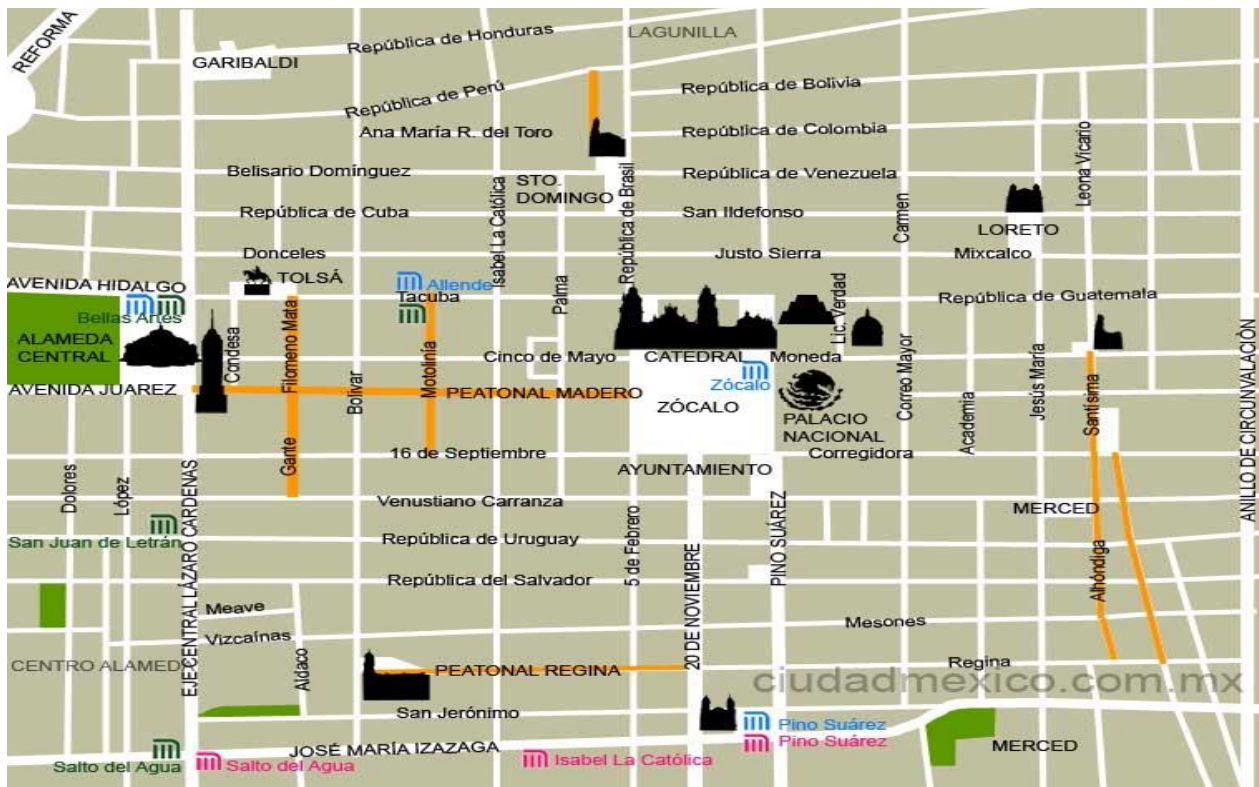 REFORMA
GARIBALDI
República de Honduras
LAGUNILLA
República de Perú
República de Bolivia
Ana María R. del Toro
República de Colombia
Leona Vicario
Belisario Domínguez
STO.
DOMINGO
República de Brasil
República de Venezuela
Isabel La Católica
República de Cuba
San Ildefonso
Carmen
LORETO
Donceles
Justo Sierra
Mixcalco
AVENIDA HIDALGO
TOLSÁ
Allende
Tacuba
Palma
Lic. Verdad
República de Guatemala
Bellas Artes
ALAMEDA
CENTRAL
Condesa
Filomeno Mata
Cinco de Mayo
CATEDRAL
Moneda
Correo Mayor
Jesús María
ANILLO DE CIRCUNVALACIÓN
AVENIDA JUAREZ
Bolivar
Motolinia
PEATONAL MADERO
Zócalo
ZÓCALO
PALACIO
NACIONAL
Academia
Santísima
Gante
16 de Septiembre
AYUNTAMIENTO
Corregidora
Dolores
López
EJE CENTRAL LÁZARO CARDENAS
Venustiano Carranza
MERCED
San Juan de Letrán
República de Uruguay
5 de Febrero
20 DE NOVIEMBRE
PINO SUÁREZ
República del Salvador
Alhóndiga
Meave
Vizcaínas
Mesones
CENTRO ALAMED
Aldaco
PEATONAL REGINA
Regina
ciudadmexico.com.mx
San Jerónimo
Pino Suárez
Pino Suárez
JOSÉ MARÍA IZAZAGA
MERCED
Salto del Agua
Salto del Agua
Isabel La Católica